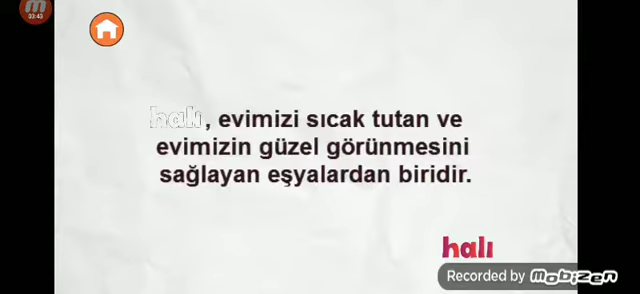 03:43
halı, evimizi sıcak tutan ve
evimizin güzel görünmesini
sağlayan eşyalardan biridir.
halı
Recorded by mobizen